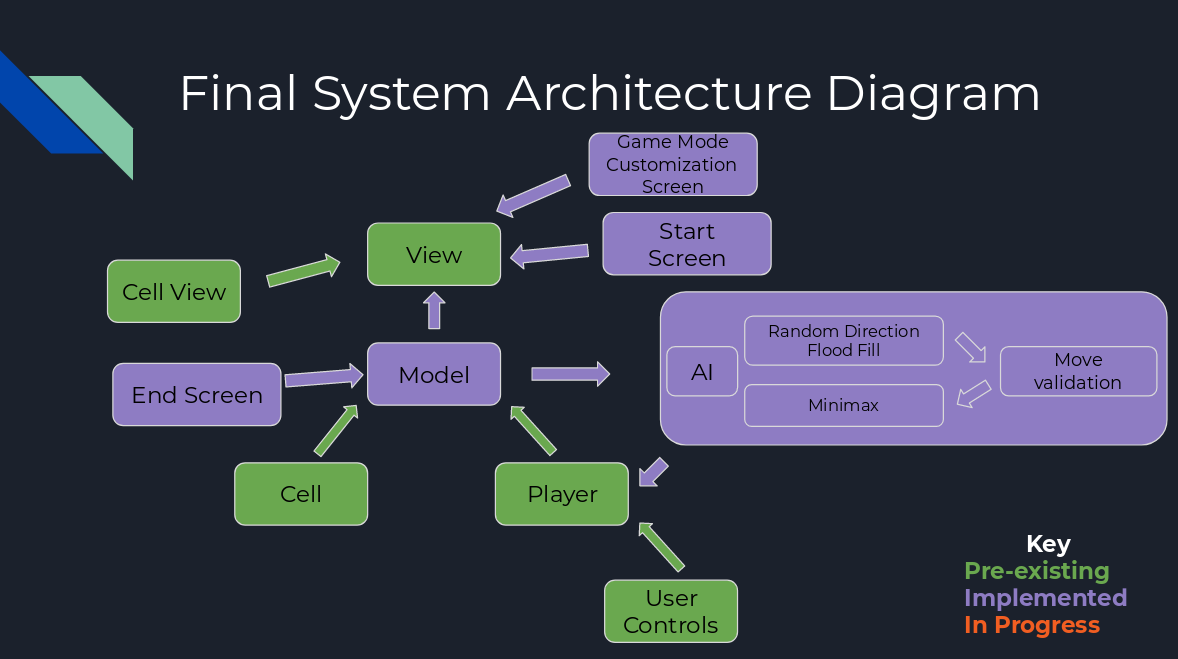 Final System Architecture Diagram
Game Mode
Customization
Screen
View
Start
Screen
Cell View
Random Direction
Flood Fill
AI
Move
validation
Minimax
Model
End Screen
Cell
Player
User
Controls
Key
Pre-existing
Implemented
In Progress